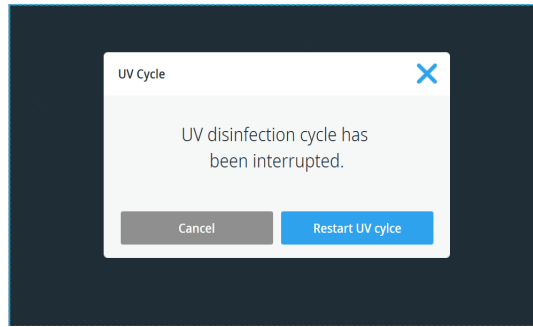 UV Cycle
UV disinfection cycle has
been interrupted.
Cancel
Restart UV cylce